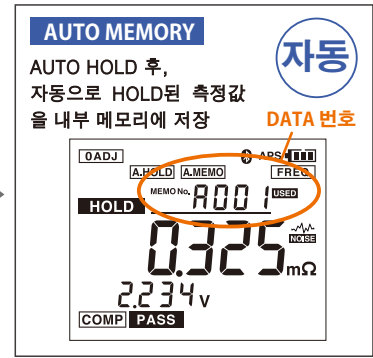 AUTO MEMORY
자동
AUTO HOLD 후,
자동으로 HOLD된 측정값
을 내부 메모리에 저장
DATA 번호
0ADJ APS
A.HOLD A.MEMO FREQ
MEMO No. A001 USED
HOLD
0.325 mΩ
NOISE
2.234 v
COMP PASS